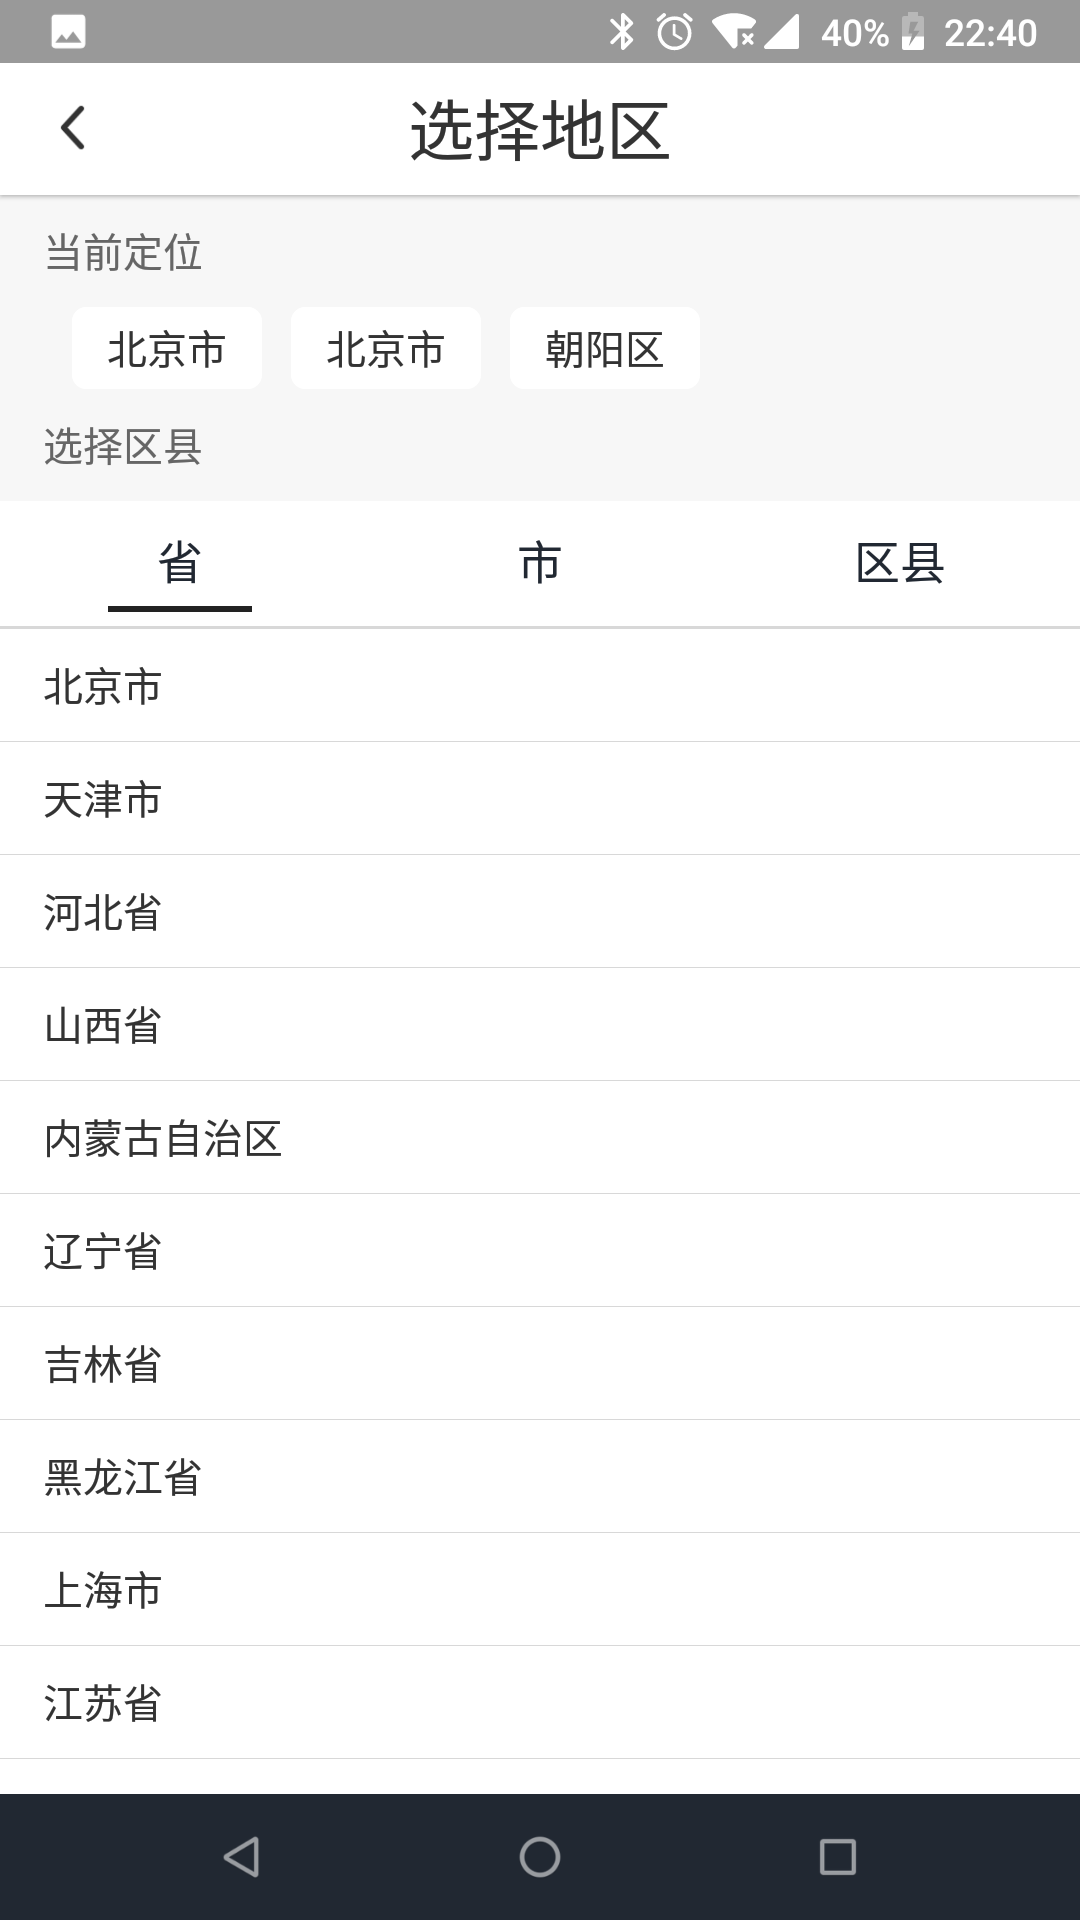 40% 22:40
选择地区
当前定位
北京市 北京市 朝阳区
选择区县
省 市 区县
北京市
天津市
河北省
山西省
内蒙古自治区
辽宁省
吉林省
黑龙江省
上海市
江苏省